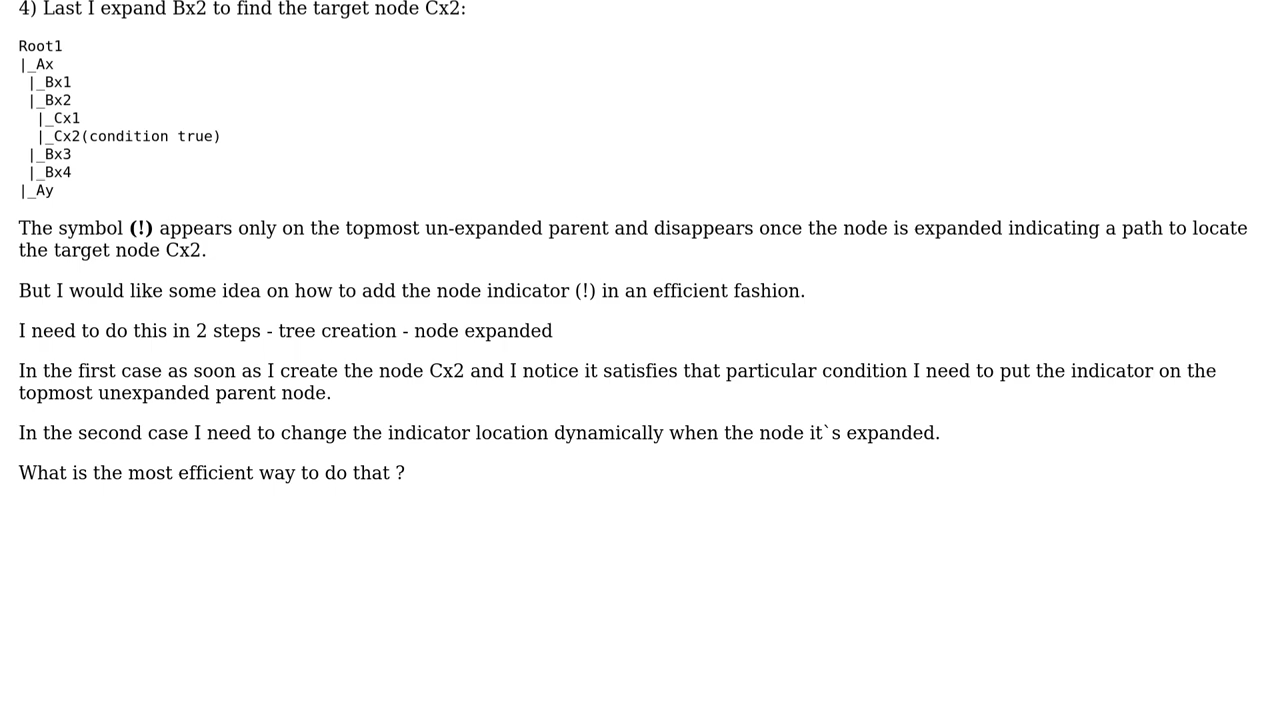 4) Last I expand Bx2 to find the target node Cx2:
Root1
|_Ax
 |_Bx1
 |_Bx2
  |_Cx1
  |_Cx2(condition true)
 |_Bx3
 |_Bx4
|_Ay
The symbol (!) appears only on the topmost un-expanded parent and disappears once the node is expanded indicating a path to locate
the target node Cx2.
But I would like some idea on how to add the node indicator (!) in an efficient fashion.
I need to do this in 2 steps - tree creation - node expanded
In the first case as soon as I create the node Cx2 and I notice it satisfies that particular condition I need to put the indicator on the
topmost unexpanded parent node.
In the second case I need to change the indicator location dynamically when the node it`s expanded.
What is the most efficient way to do that ?